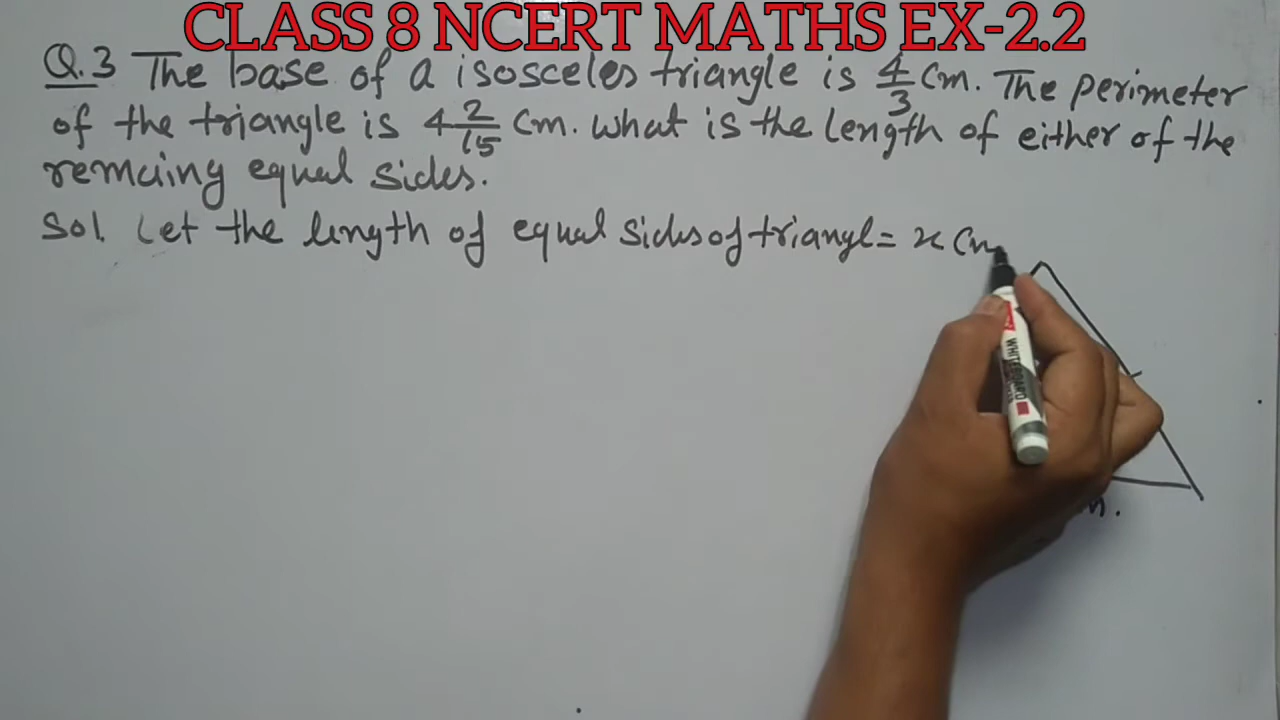 CLASS 8 NCERT MATHS EX-2.2
Q.3 The base of a isosceles triangle is 4/3 cm. The perimeter
of the triangle is 4 2/15 cm. What is the length of either of the
remaing equal sides.
Sol. Let the length of equal sides of triangl = x cm
m.